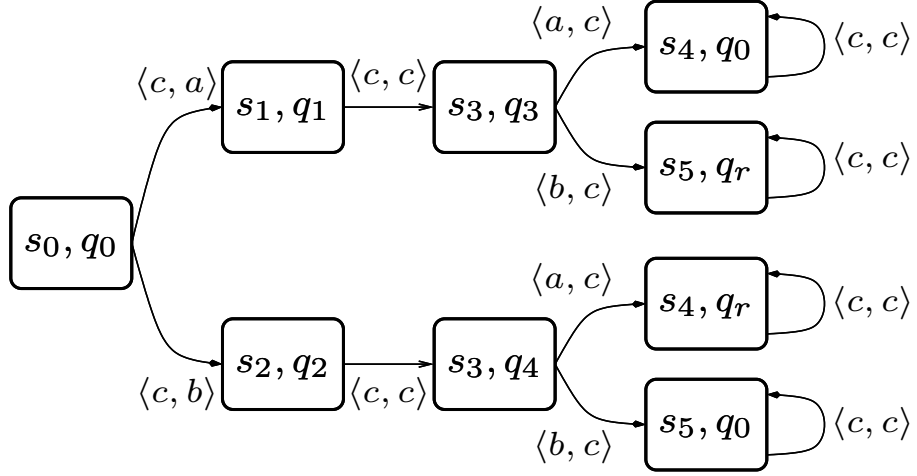 ⟨a, c⟩
s₄, q₀
⟨c, c⟩
⟨c, a⟩
s₁, q₁
⟨c, c⟩
s₃, q₃
⟨b, c⟩
s₅, qᵣ
⟨c, c⟩
s₀, q₀
⟨a, c⟩
s₄, qᵣ
⟨c, c⟩
⟨c, b⟩
s₂, q₂
⟨c, c⟩
s₃, q₄
⟨b, c⟩
s₅, q₀
⟨c, c⟩